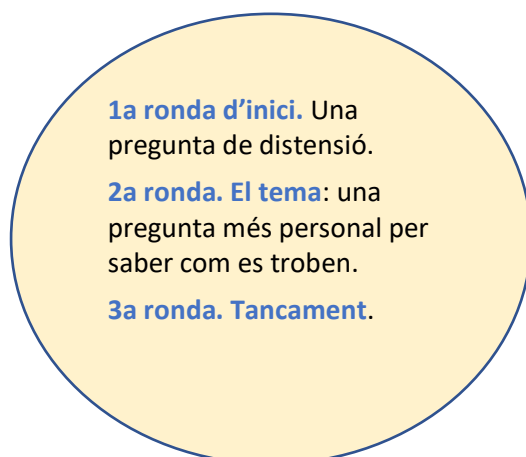 1a ronda d’inici. Una
pregunta de distensió.
2a ronda. El tema: una
pregunta mès personal per
saber com es troben.
3a ronda. Tancament.